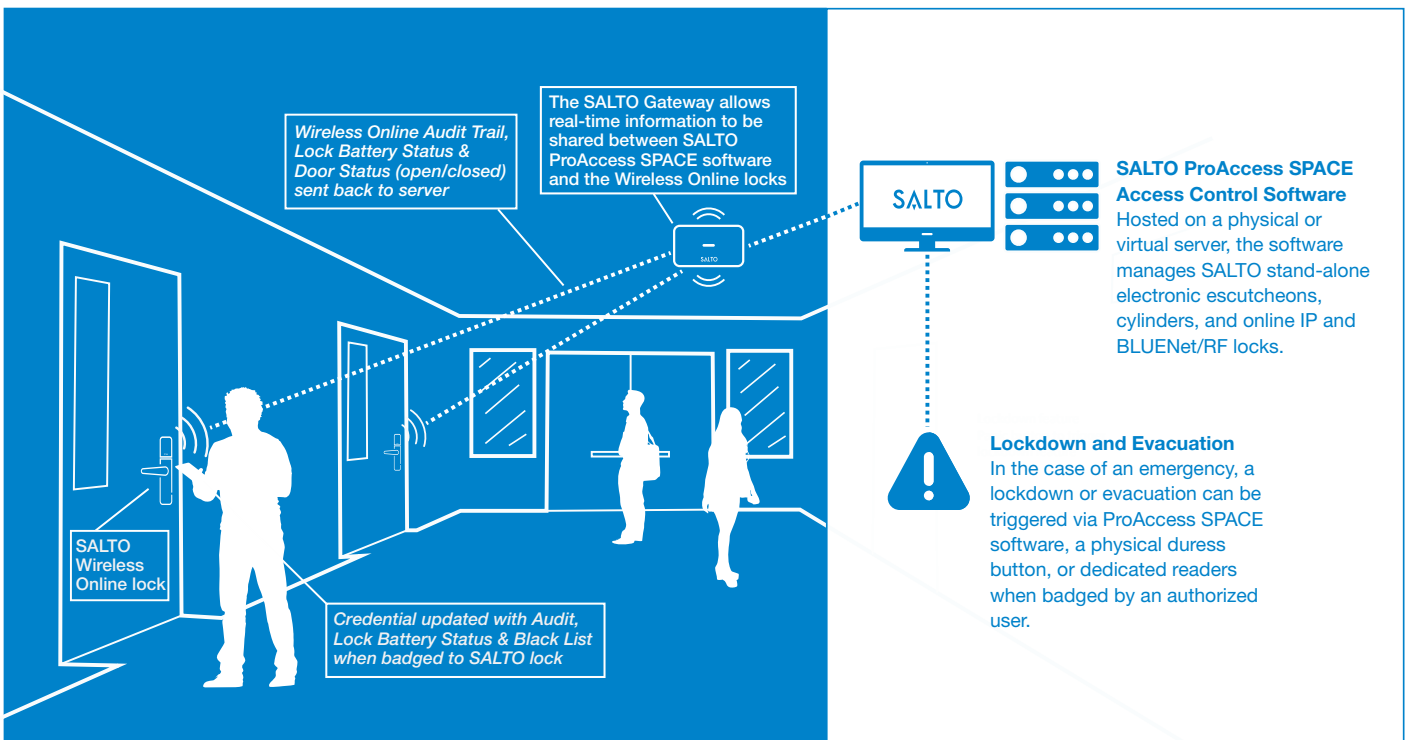 Wireless Online Audit Trail,
Lock Battery Status &
Door Status (open/closed)
sent back to server
The SALTO Gateway allows
real-time information to be
shared between SALTO
ProAccess SPACE software
and the Wireless Online locks
SALTO
SALTO
Wireless
Online lock
Credential updated with Audit,
Lock Battery Status & Black List
when badged to SALTO lock
SALTO
SALTO ProAccess SPACE
Access Control Software
Hosted on a physical or
virtual server, the software
manages SALTO stand-alone
electronic escutcheons,
cylinders, and online IP and
BLUENet/RF locks.
Lockdown and Evacuation
In the case of an emergency, a
lockdown or evacuation can be
triggered via ProAccess SPACE
software, a physical duress
button, or dedicated readers
when badged by an authorized
user.